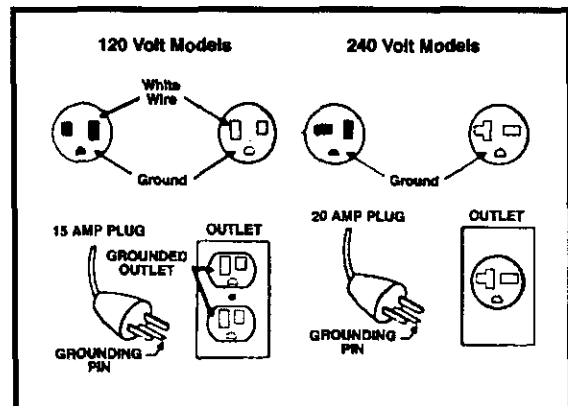 120 Volt Models
White
Wire
Ground
15 AMP PLUG
OUTLET
GROUNDED
OUTLET
GROUNDING
PIN
240 Volt Models
Ground
20 AMP PLUG
OUTLET
GROUNDING
PIN